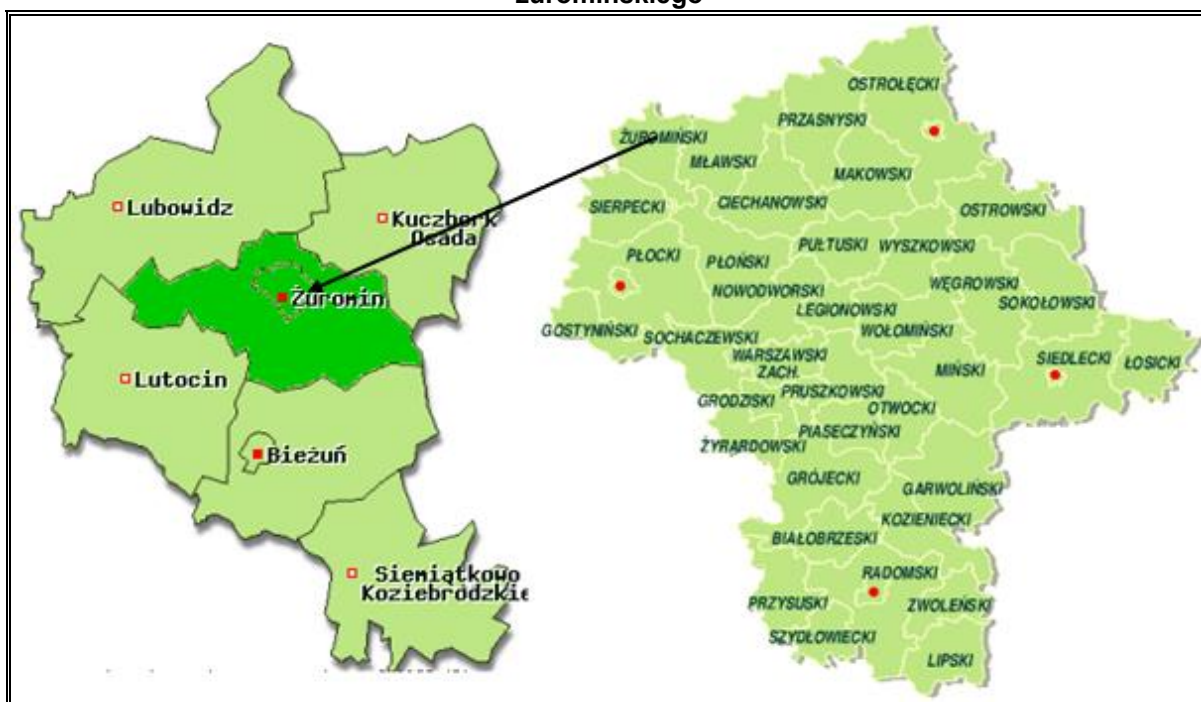 żuromińskiego
Lubowidz
Kuczbork
Osada
Żuromin
Lutocin
Bieżuń
Siemiątkowo
Koziebrodzkie
OSTROŁĘCKI
PRZASNYSKI
ŻUROMIŃSKI
MŁAWSKI
MAKOWSKI
SIERPECKI
CIECHANOWSKI
OSTROWSKI
PŁOCKI
PŁOŃSKI
PUŁTUSKI
WYSZKOWSKI
NOWODWORSKI
WĘGROWSKI
SOKOŁOWSKI
LEGIONOWSKI
GOSTYNIŃSKI
SOCHACZEWSKI
WOŁOMIŃSKI
WARSZAWSKI
ZACH.
MIŃSKI
SIEDLECKI
ŁOSICKI
GRODZISKI
PRUSZKOWSKI
OTWOCKI
PIASECZYŃSKI
ŻYRARDOWSKI
GRÓJECKI
GARWOLIŃSKI
KOZIENICKI
BIAŁOBRZESKI
RADOMSKI
PRZYSUSKI
ZWOLEŃSKI
SZYDŁOWIECKI
LIPSKI